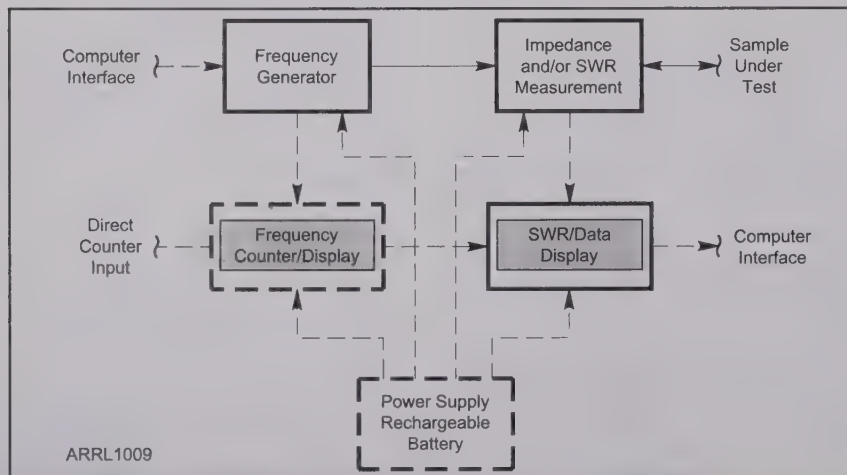 Computer
Interface
Frequency
Generator
Impedance
and/or SWR
Measurement
Sample
Under
Test
Direct
Counter
Input
Frequency
Counter/Display
SWR/Data
Display
Computer
Interface
Power Supply
Rechargeable
Battery
ARRL1009